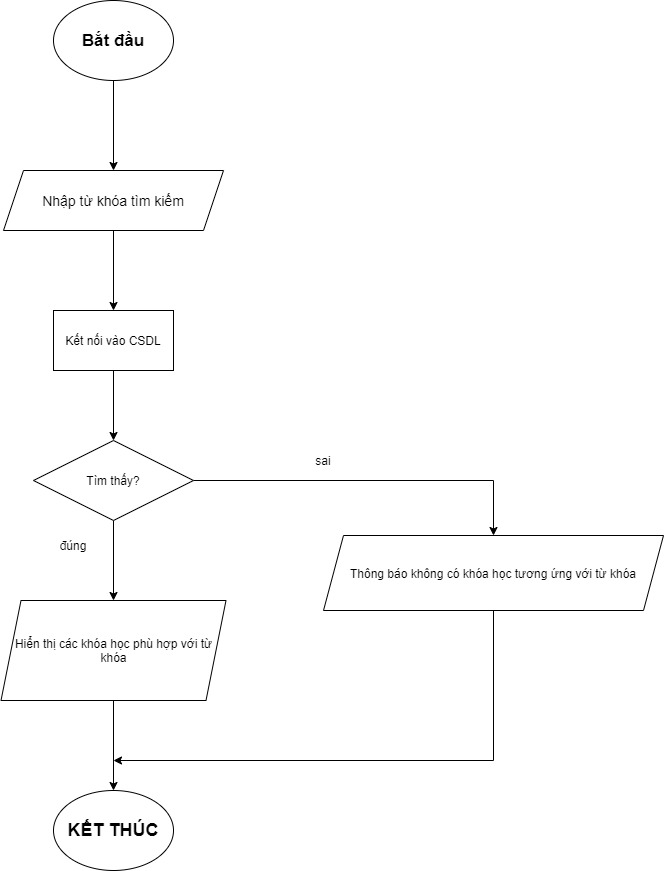 Bắt đầu
Nhập từ khóa tìm kiếm
Kết nối vào CSDL
Tìm thấy?
sai
đúng
Thông báo không có khóa học tương ứng với từ khóa
Hiển thị các khóa học phù hợp với từ
khóa
KẾT THÚC